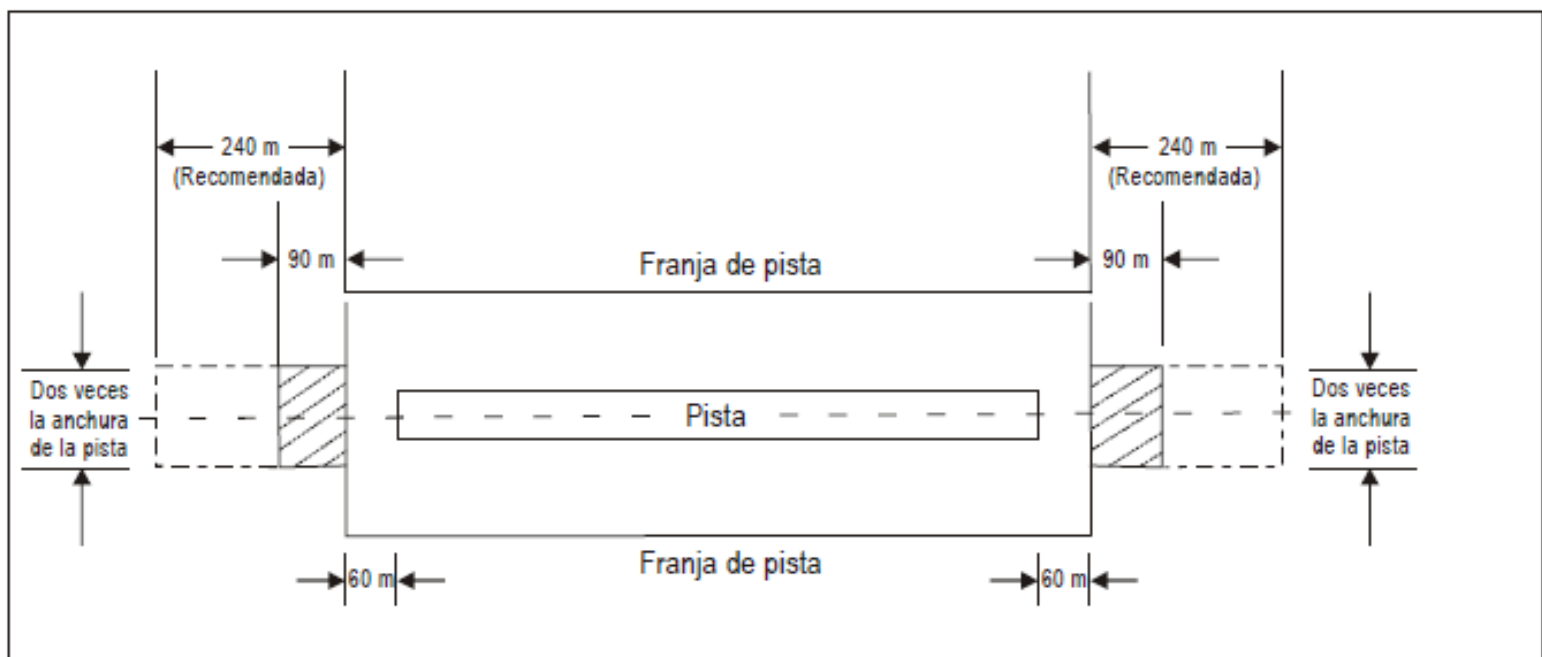 240 m
(Recomendada)
240 m
(Recomendada)
90 m
Franja de pista
90 m
Dos veces
la anchura
de la pista
Pista
Dos veces
la anchura
de la pista
60 m
Franja de pista
60 m